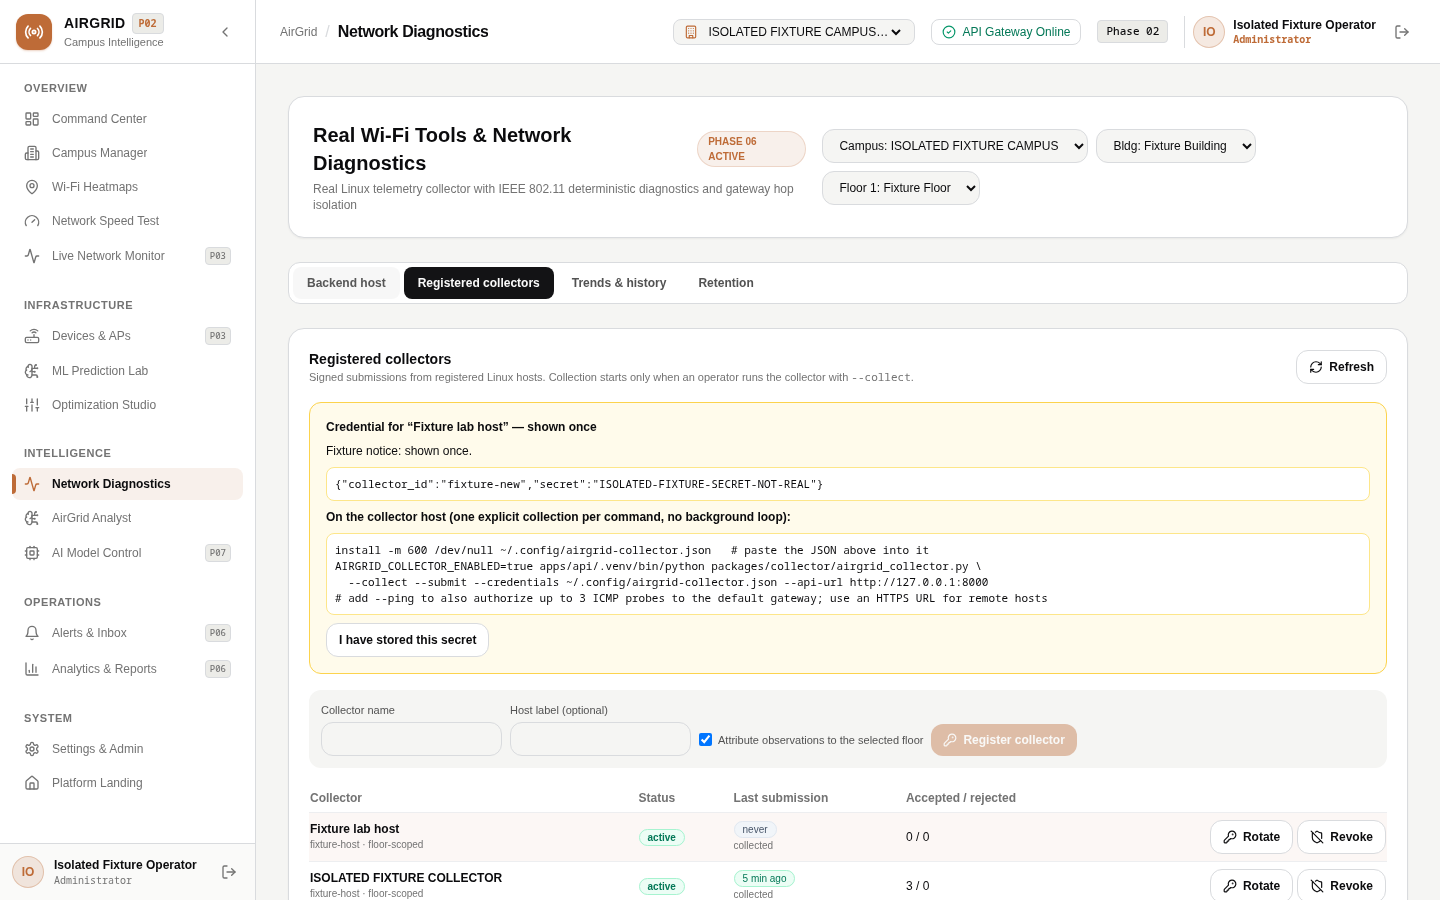 AIRGRID P02
Campus Intelligence
AirGrid / Network Diagnostics
ISOLATED FIXTURE CAMPUS...
API Gateway Online
Phase 02
IO
Isolated Fixture Operator
Administrator
OVERVIEW
Command Center
Campus Manager
Wi-Fi Heatmaps
Network Speed Test
Live Network Monitor P03
INFRASTRUCTURE
Devices & APs P03
ML Prediction Lab
Optimization Studio
INTELLIGENCE
Network Diagnostics
AirGrid Analyst
AI Model Control P07
OPERATIONS
Alerts & Inbox P06
Analytics & Reports P06
SYSTEM
Settings & Admin
Platform Landing
IO
Isolated Fixture Operator
Administrator
Real Wi-Fi Tools & Network
Diagnostics
PHASE 06
ACTIVE
Real Linux telemetry collector with IEEE 802.11 deterministic diagnostics and gateway hop
isolation
Campus: ISOLATED FIXTURE CAMPUS
Bldg: Fixture Building
Floor 1: Fixture Floor
Backend host
Registered collectors
Trends & history
Retention
Registered collectors
Signed submissions from registered Linux hosts. Collection starts only when an operator runs the collector with --collect.
Refresh
Credential for “Fixture lab host” — shown once
Fixture notice: shown once.
{"collector_id":"fixture-new","secret":"ISOLATED-FIXTURE-SECRET-NOT-REAL"}
On the collector host (one explicit collection per command, no background loop):
install -m 600 /dev/null ~/.config/airgrid-collector.json   # paste the JSON above into it
AIRGRID_COLLECTOR_ENABLED=true apps/api/.venv/bin/python packages/collector/airgrid_collector.py \
  --collect --submit --credentials ~/.config/airgrid-collector.json --api-url http://127.0.0.1:8000
# add --ping to also authorize up to 3 ICMP probes to the default gateway; use an HTTPS URL for remote hosts
I have stored this secret
Collector name
Host label (optional)
Attribute observations to the selected floor
Register collector
Collector Status Last submission Accepted / rejected
Fixture lab host
fixture-host · floor-scoped
active
never
collected
0 / 0
Rotate
Revoke
ISOLATED FIXTURE COLLECTOR
fixture-host · floor-scoped
active
5 min ago
collected
3 / 0
Rotate
Revoke